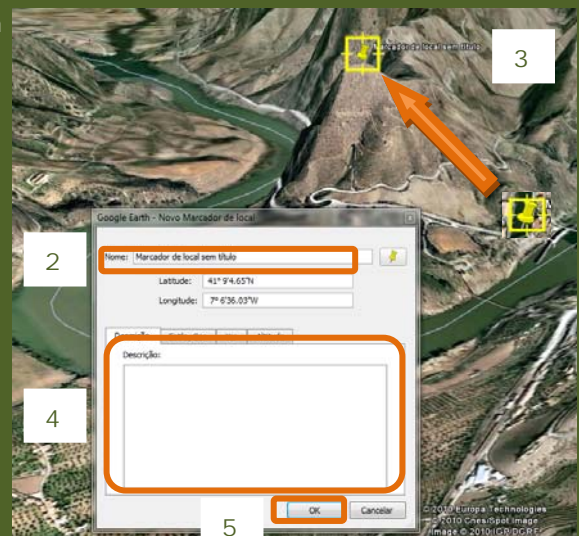 Marcador de local sem título
3
Google Earth - Novo Marcador de local
2
Nome: Marcador de local sem título
Latitude: 41° 9'4.65"N
Longitude: 7° 6'36.03"W
Descrição
Descrição:
4
OK Cancelar
5
© 2010 Europa Technologies
© 2010 Cnes/Spot Image
Image © 2010 IGP/DGRF